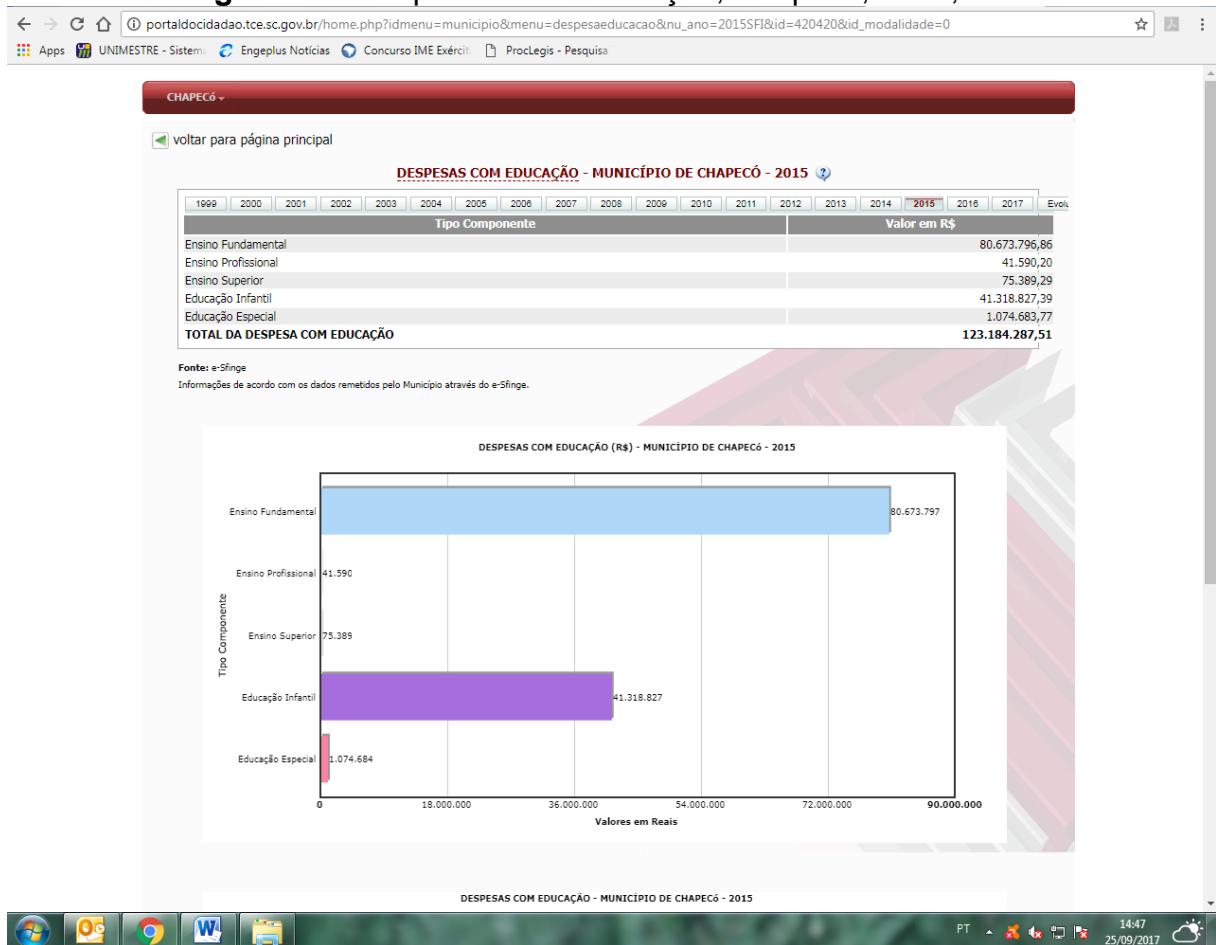 portaldocidadao.tce.sc.gov.br/home.php?idmenu=municipio&menu=despesaeducacao&nu_ano=2015SFI&id=420420&id_modalidade=0
Apps UNIMESTRE - Sistem Engeplus Notícias Concurso IME Exércit ProcLegis - Pesquisa
CHAPECó
voltar para página principal
DESPESAS COM EDUCAÇÃO - MUNICÍPIO DE CHAPECÓ - 2015
1999 2000 2001 2002 2003 2004 2005 2006 2007 2008 2009 2010 2011 2012 2013 2014 2015 2016 2017 Evolu
Tipo Componente Valor em R$
Ensino Fundamental 80.673.796,86
Ensino Profissional 41.590,20
Ensino Superior 75.389,29
Educação Infantil 41.318.827,39
Educação Especial 1.074.683,77
TOTAL DA DESPESA COM EDUCAÇÃO 123.184.287,51
Fonte: e-Sfinge
Informações de acordo com os dados remetidos pelo Município através do e-Sfinge.
DESPESAS COM EDUCAÇÃO (R$) - MUNICÍPIO DE CHAPECó - 2015
Ensino Fundamental 80.673.797
Ensino Profissional 41.590
Tipo Componente
Ensino Superior 75.389
Educação Infantil 41.318.827
Educação Especial 1.074.684
0 18.000.000 36.000.000 54.000.000 72.000.000 90.000.000
Valores em Reais
DESPESAS COM EDUCAÇÃO - MUNICÍPIO DE CHAPECó - 2015
PT 14:47
25/09/2017